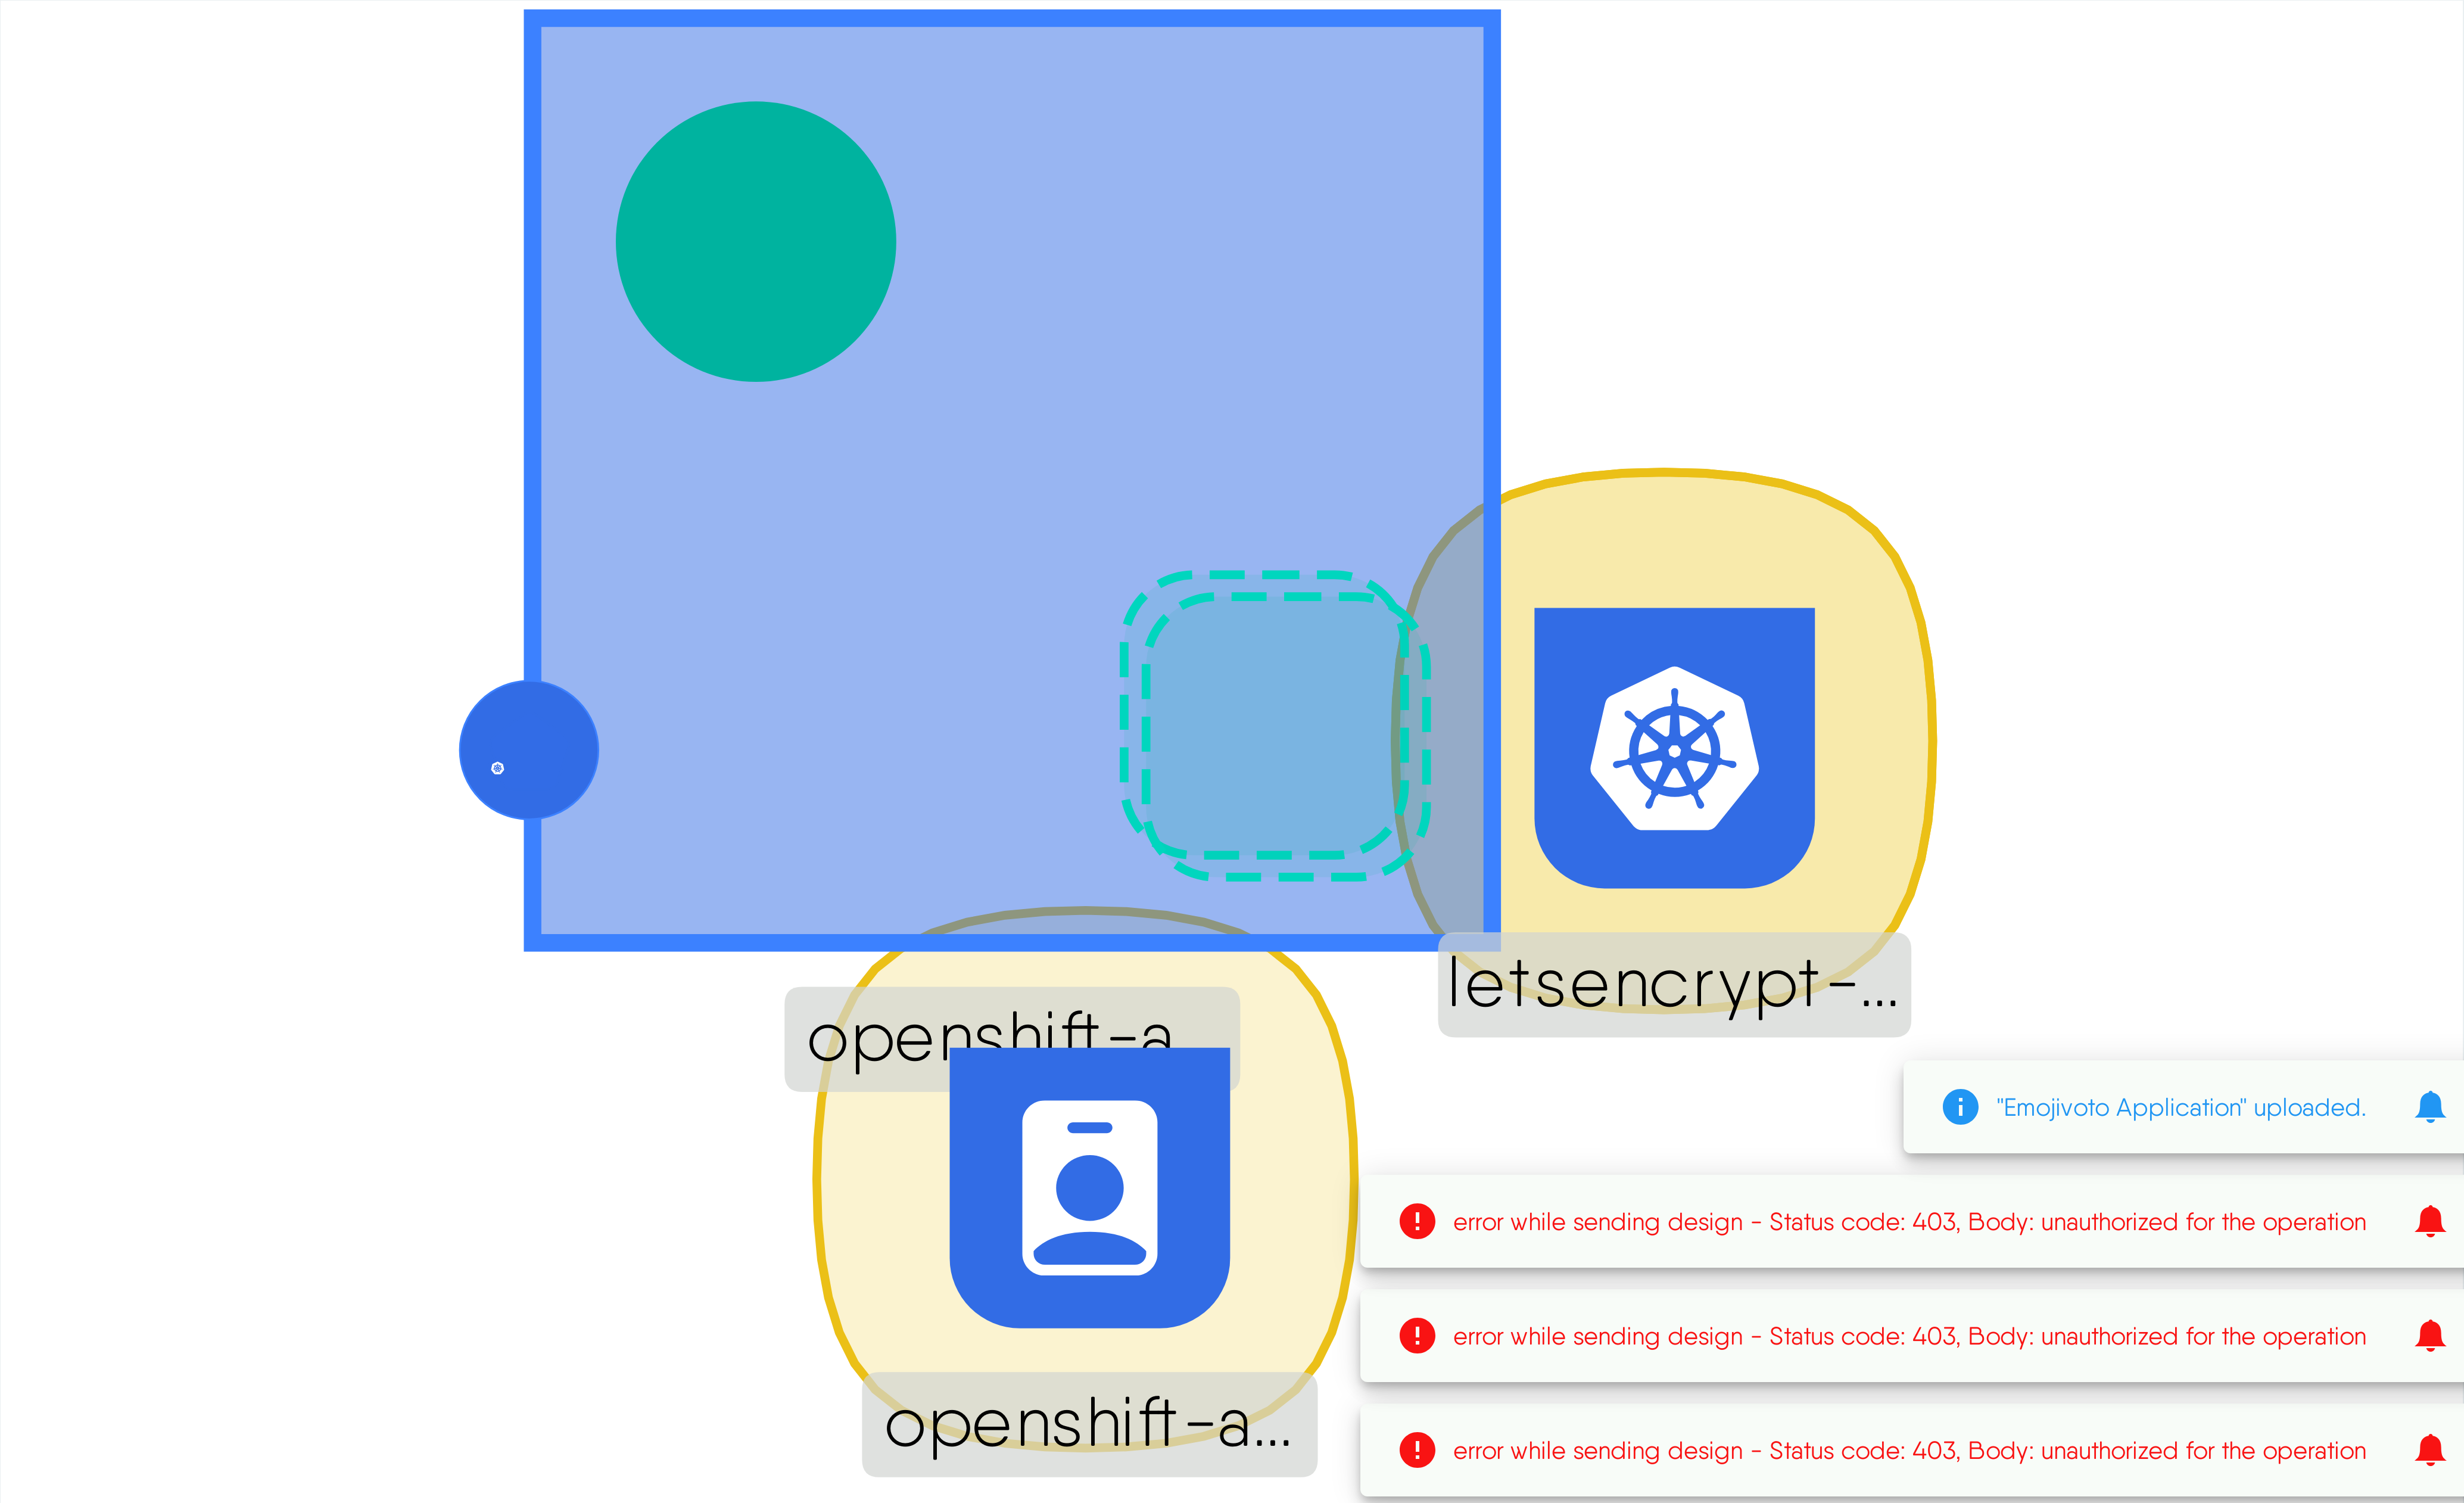 letsencrypt-...
openshift-a
openshift-a...
"Emojivoto Application" uploaded.
error while sending design - Status code: 403, Body: unauthorized for the operation
error while sending design - Status code: 403, Body: unauthorized for the operation
error while sending design - Status code: 403, Body: unauthorized for the operation